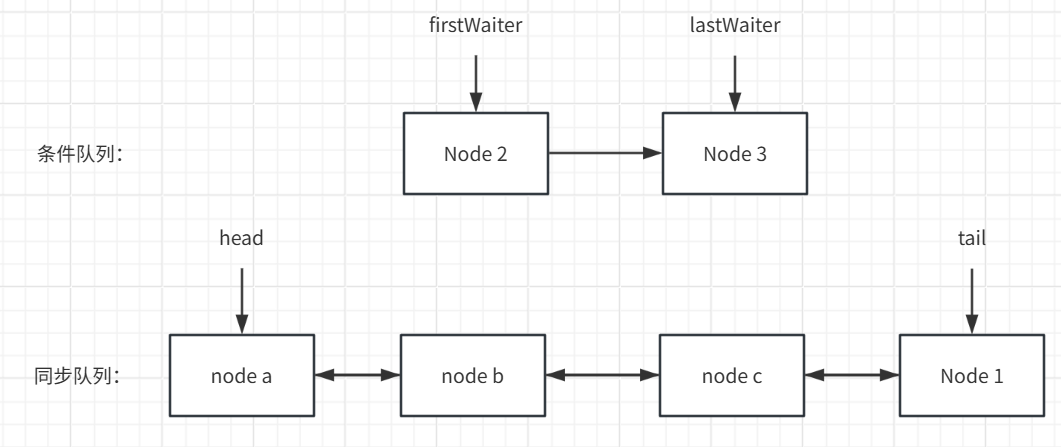 firstWaiter
lastWaiter
条件队列：
Node 2
Node 3
head
tail
同步队列：
node a
node b
node c
Node 1